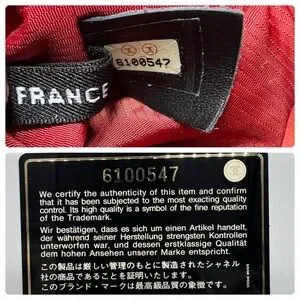 FRANCE
6100547
6100547
We certify the authenticity of this item and confirm
that it has been subjected to the most exacting quality
control. Its high quality is a symbol of the fine reputation
of the Trademark.
Wir bestätigen, dass es sich um einen Artikel handelt,
der während seiner Herstellung strengsten Kontrollen
unterworfen war, und dessen erstklassige Qualität
dem hohen Ansehen unserer Marke entspricht.
この製品は厳しい管理のもとに製造されたシャネル
社の商品であることを証明いたします。
このブランド・マークは最高の品質の象徴です。